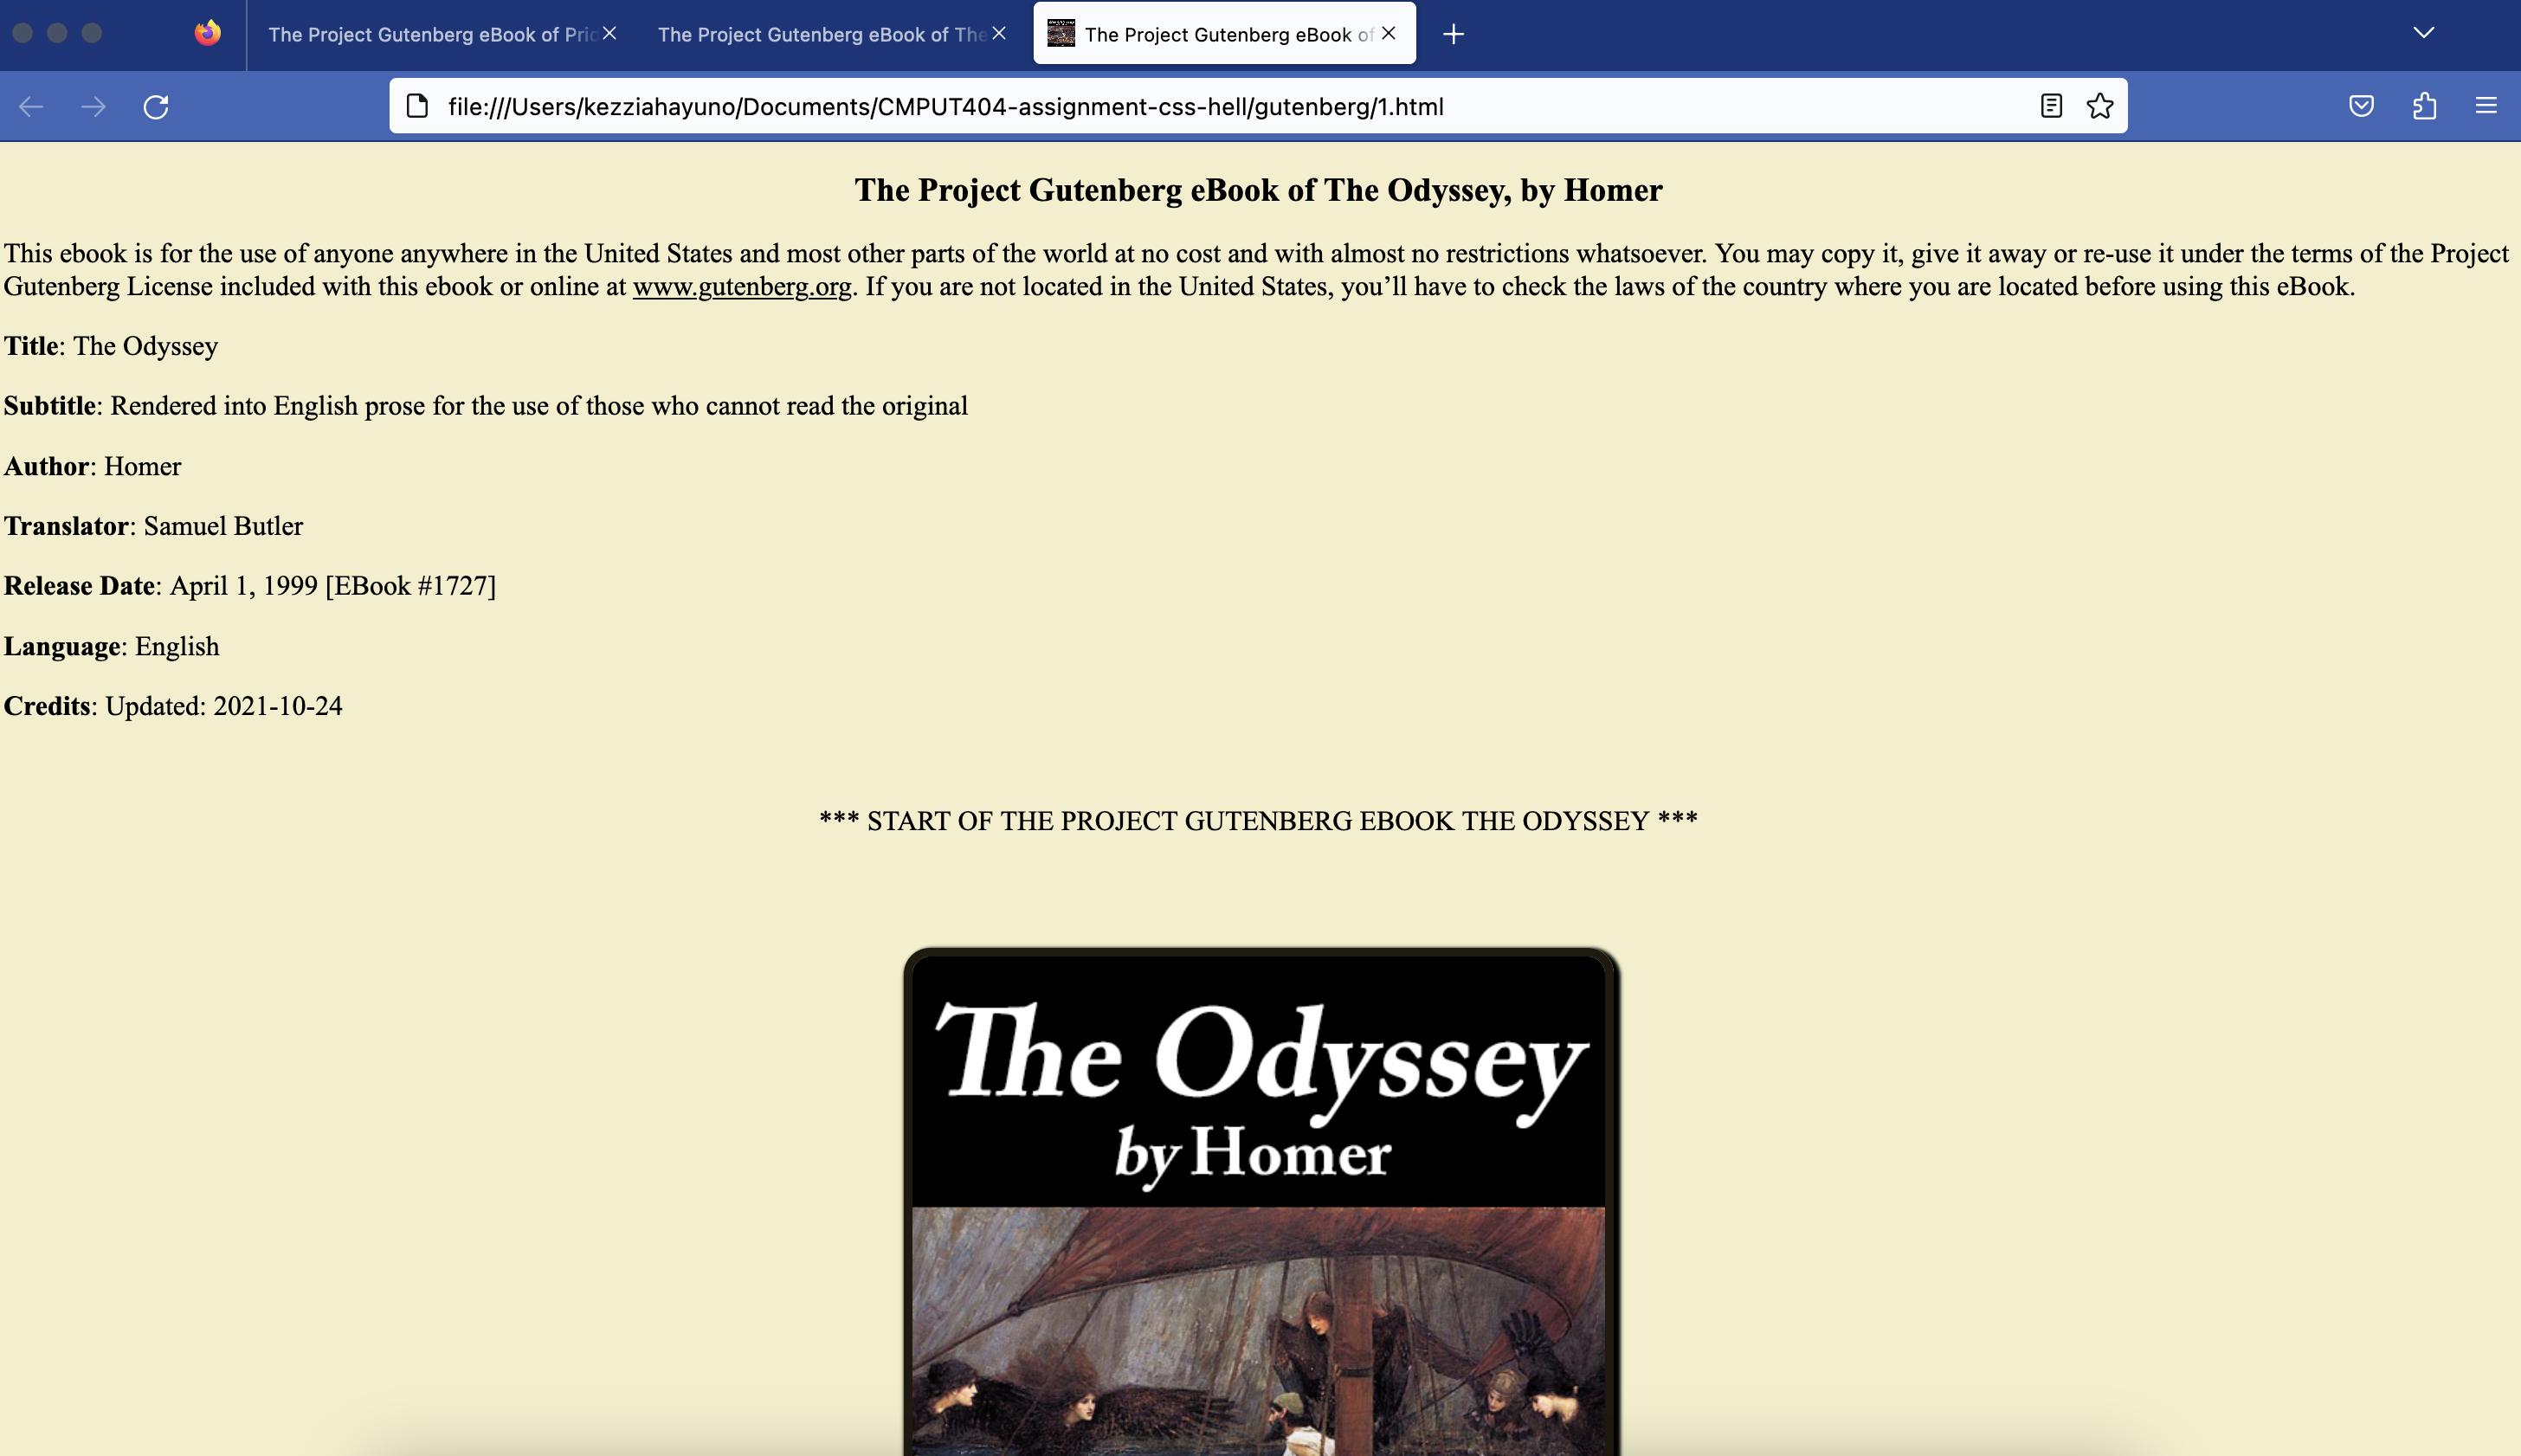 The Project Gutenberg eBook of Pri
The Project Gutenberg eBook of The
The Project Gutenberg eBook of
file:///Users/kezziahayuno/Documents/CMPUT404-assignment-css-hell/gutenberg/1.html
The Project Gutenberg eBook of The Odyssey, by Homer
This ebook is for the use of anyone anywhere in the United States and most other parts of the world at no cost and with almost no restrictions whatsoever. You may copy it, give it away or re-use it under the terms of the Project
Gutenberg License included with this ebook or online at www.gutenberg.org. If you are not located in the United States, you’ll have to check the laws of the country where you are located before using this eBook.
Title: The Odyssey
Subtitle: Rendered into English prose for the use of those who cannot read the original
Author: Homer
Translator: Samuel Butler
Release Date: April 1, 1999 [EBook #1727]
Language: English
Credits: Updated: 2021-10-24
*** START OF THE PROJECT GUTENBERG EBOOK THE ODYSSEY ***
The Odyssey
by Homer